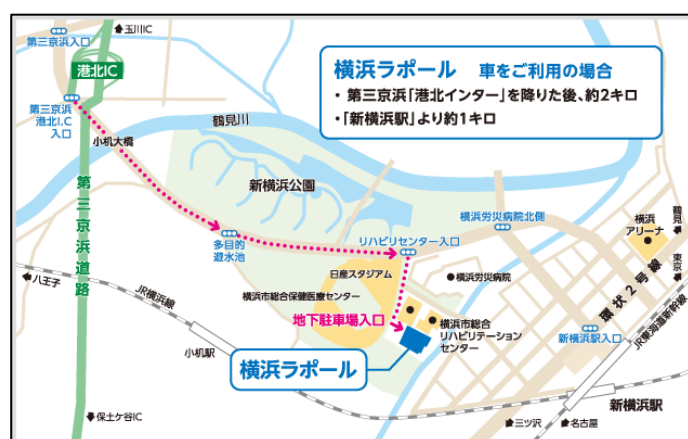 玉川IC
第三京浜入口
港北IC
横浜ラポール 車をご利用の場合
・ 第三京浜「港北インター」を降りた後、約2キロ
・「新横浜駅」より約1キロ
第三京浜
港北I.C
入口
小机大橋
鶴見川
新横浜公園
第三京浜道路
多目的
遊水池
リハビリセンター入口
横浜労災病院北側
横浜
アリーナ
鶴見
東京
日産スタジアム
横浜労災病院
環状2号線
八王子
JR横浜線
横浜市総合保健医療センター
地下駐車場入口
横浜市総合
リハビリテーション
センター
新横浜駅入口
JR東海道新幹線
小机駅
横浜ラポール
新横浜駅
保土ケ谷IC
三ツ沢
名古屋